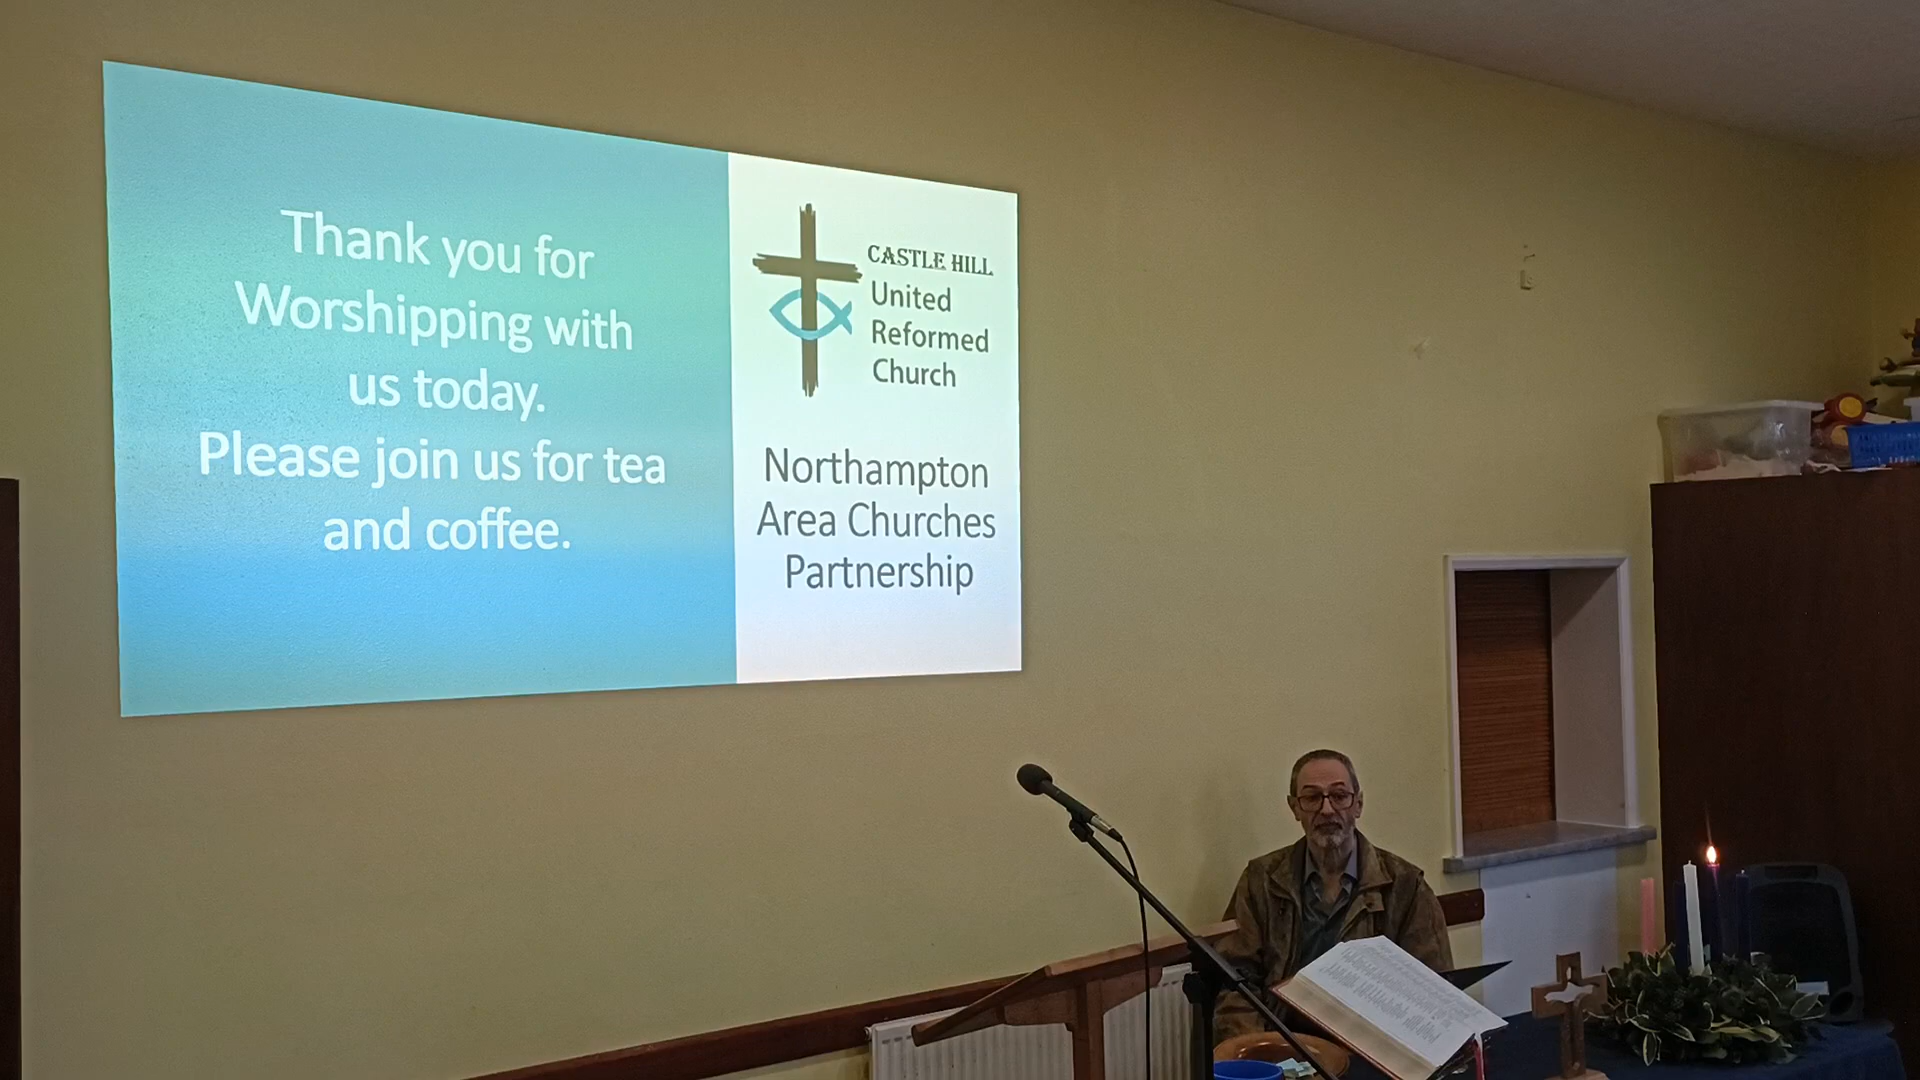 Thank you for
Worshipping with
us today.
Please join us for tea
and coffee.
CASTLE HILL
United
Reformed
Church
Northampton
Area Churches
Partnership